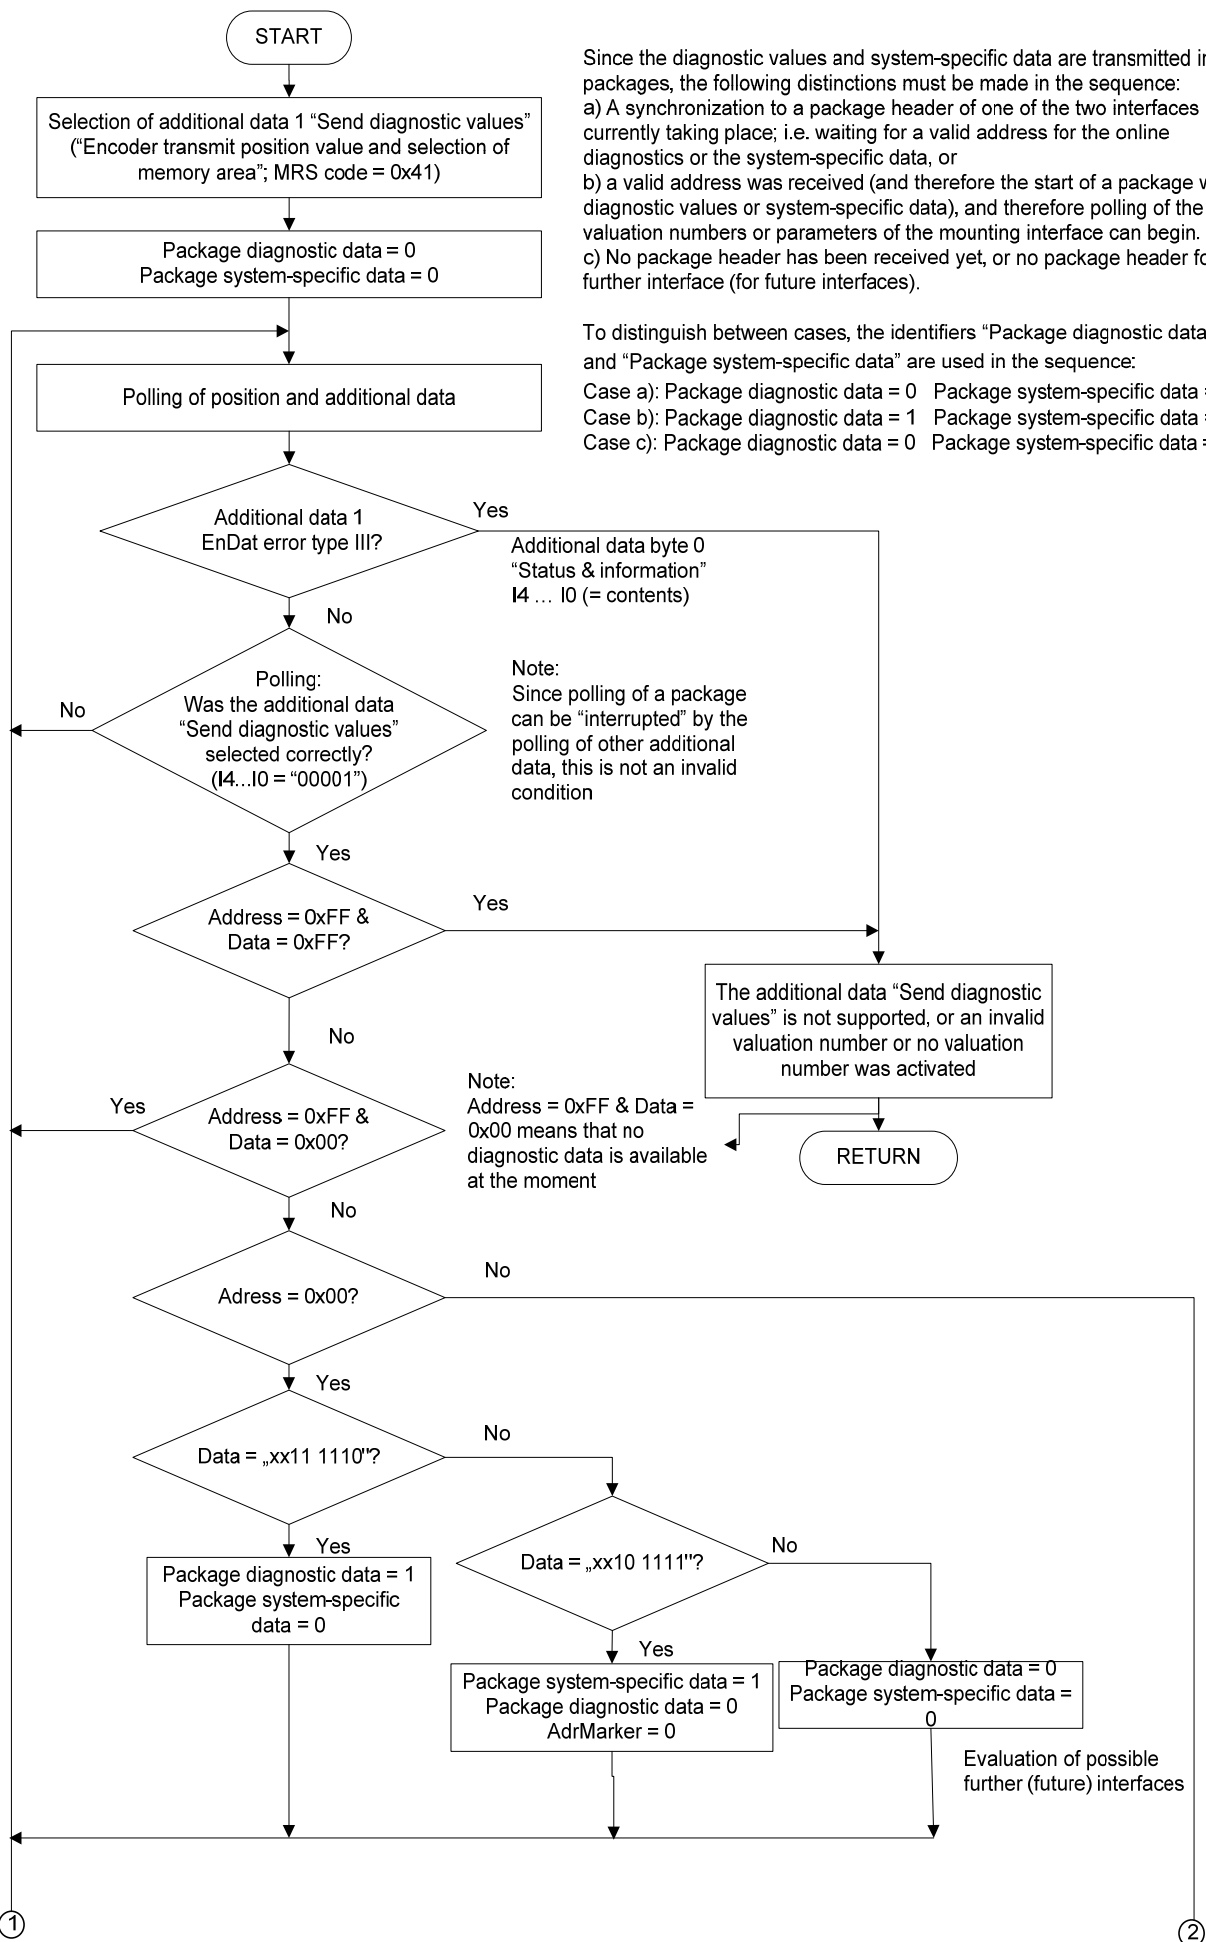 START
Since the diagnostic values and system-specific data are transmitted in
packages, the following distinctions must be made in the sequence:
a) A synchronization to a package header of one of the two interfaces
currently taking place; i.e. waiting for a valid address for the online
diagnostics or the system-specific data, or
b) a valid address was received (and therefore the start of a package
diagnostic values or system-specific data), and therefore polling of the
valuation numbers or parameters of the mounting interface can begin.
c) No package header has been received yet, or no package header
further interface (for future interfaces).
To distinguish between cases, the identifiers “Package diagnostic data
and “Package system-specific data” are used in the sequence:
Case a): Package diagnostic data = 0 Package system-specific data =
Case b): Package diagnostic data = 1 Package system-specific data =
Case c): Package diagnostic data = 0 Package system-specific data =
Selection of additional data 1 “Send diagnostic values”
(“Encoder transmit position value and selection of
memory area”; MRS code = 0x41)
Package diagnostic data = 0
Package system-specific data = 0
Polling of position and additional data
Additional data 1
EnDat error type III?
Yes
Additional data byte 0
“Status & information”
I4 … I0 (= contents)
No
Polling:
Was the additional data
“Send diagnostic values”
selected correctly?
(I4...I0 = “00001”)
No
Note:
Since polling of a package
can be “interrupted” by the
polling of other additional
data, this is not an invalid
condition
Yes
Address = 0xFF &
Data = 0xFF?
Yes
The additional data “Send diagnostic
values” is not supported, or an invalid
valuation number or no valuation
number was activated
No
Yes
Address = 0xFF &
Data = 0x00?
Note:
Address = 0xFF & Data =
0x00 means that no
diagnostic data is available
at the moment
RETURN
No
Adress = 0x00?
No
Yes
Data = „xx11 1110"?
No
Yes
Data = „xx10 1111"?
No
Package diagnostic data = 1
Package system-specific
data = 0
Yes
Package system-specific data = 1
Package diagnostic data = 0
AdrMarker = 0
Package diagnostic data = 0
Package system-specific data =
0
Evaluation of possible
further (future) interfaces
1
2